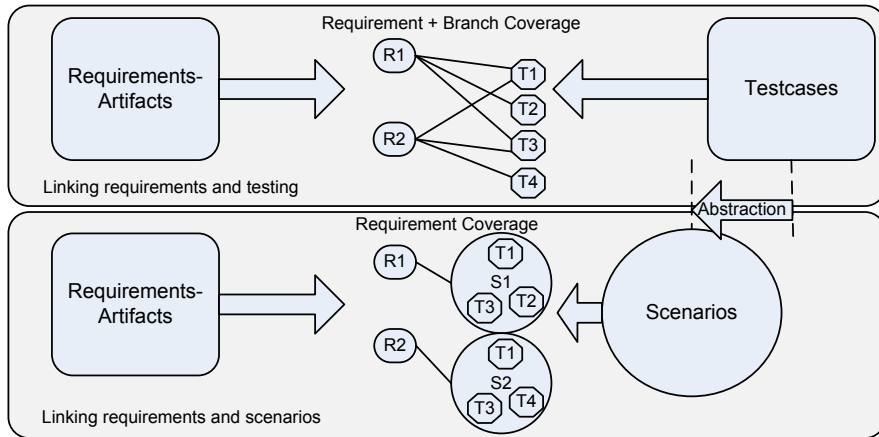 Requirement + Branch Coverage
Requirements-
Artifacts
R1
R2
T1
T2
T3
T4
Testcases
Linking requirements and testing
Abstraction
Requirement Coverage
Requirements-
Artifacts
R1
R2
T1
S1
T3 T2
T1
S2
T3 T4
Scenarios
Linking requirements and scenarios